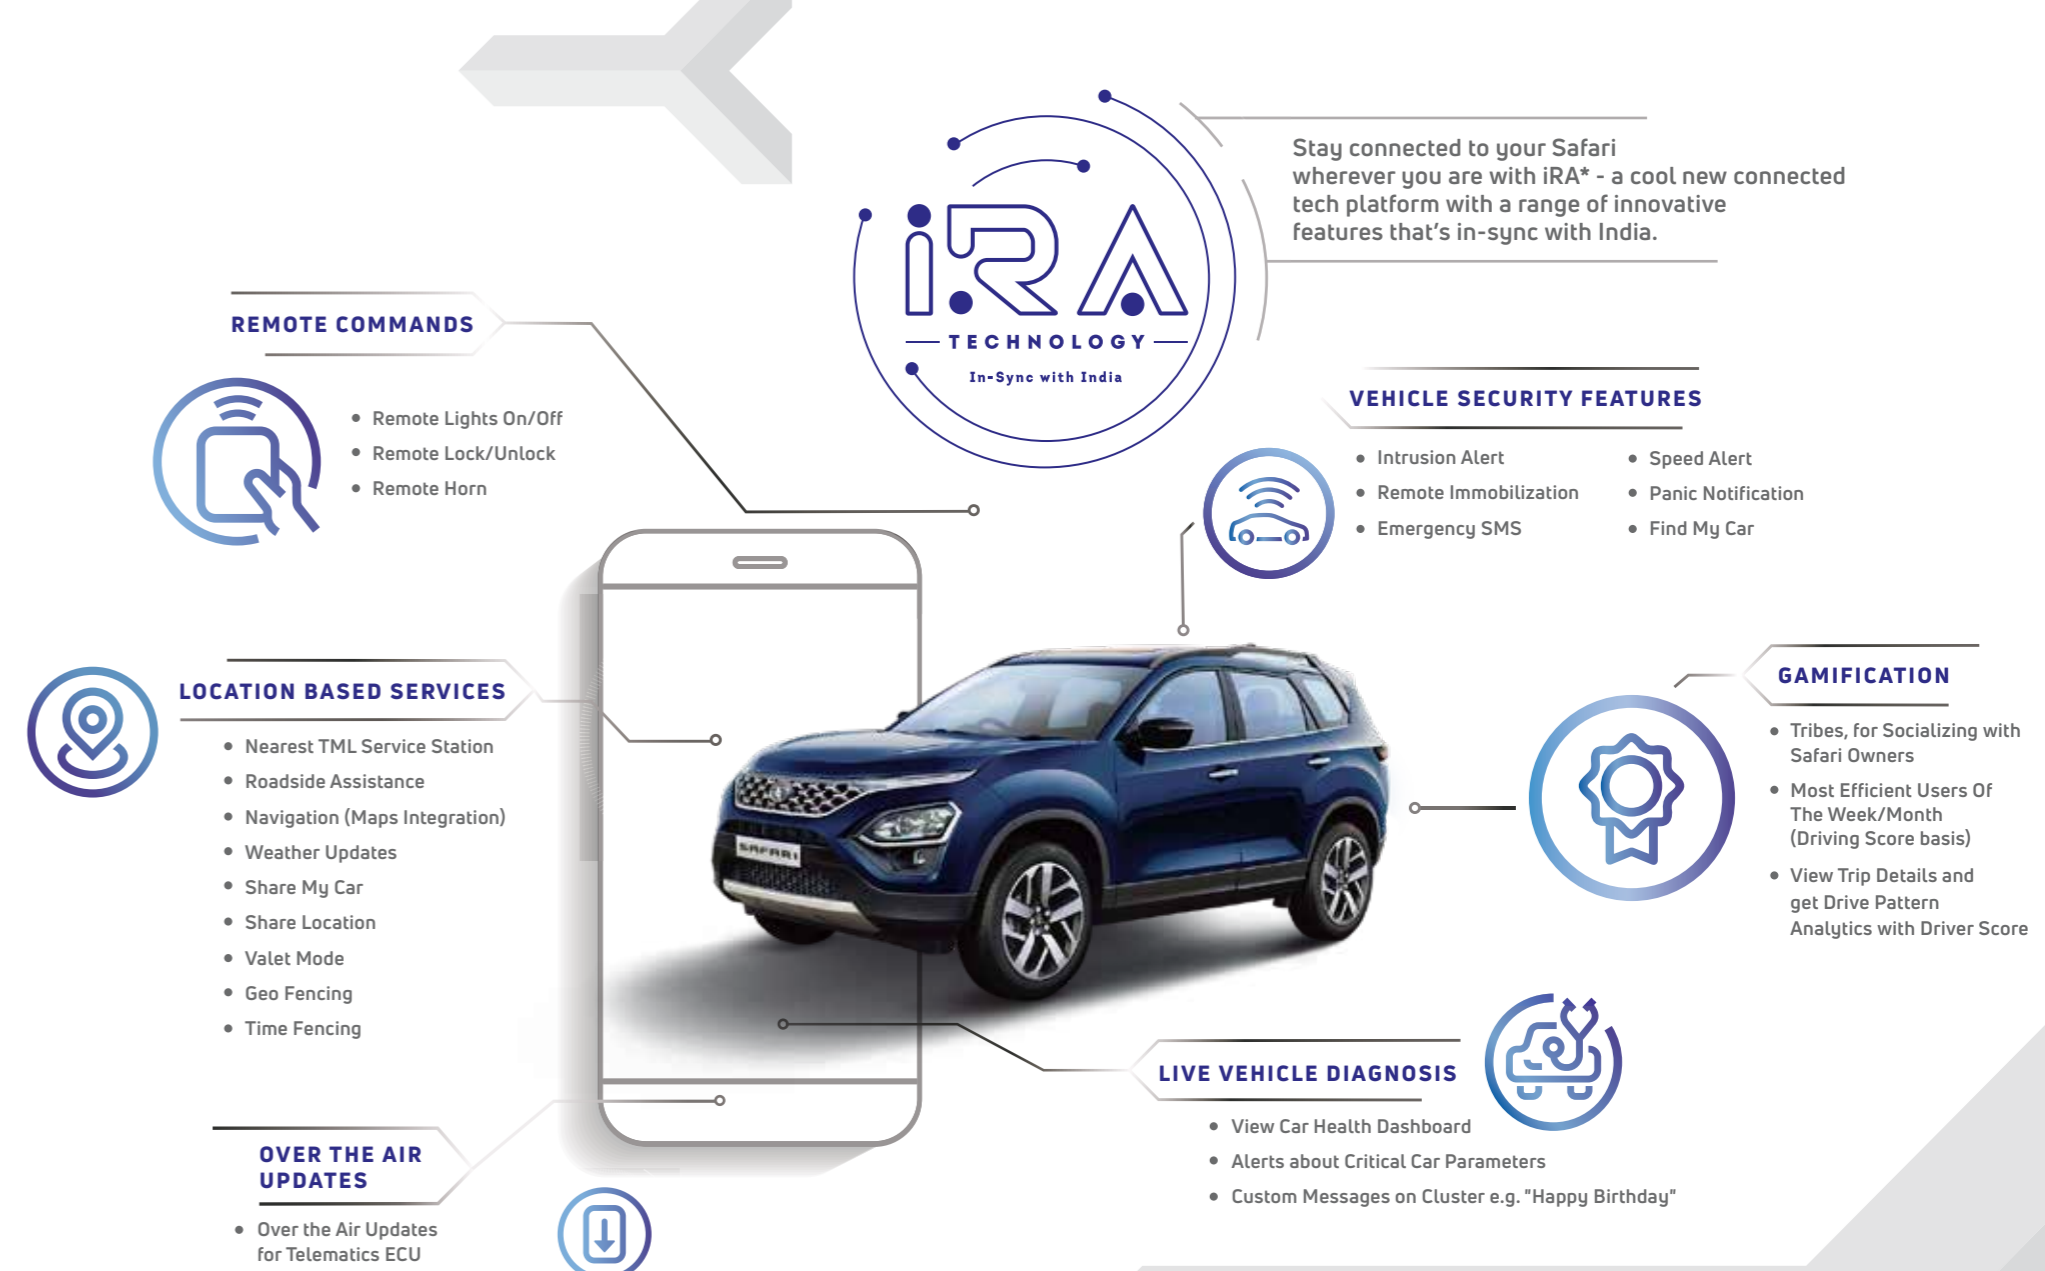 iRA
TECHNOLOGY
In-Sync with India
Stay connected to your Safari
wherever you are with iRA* - a cool new connected
tech platform with a range of innovative
features that's in-sync with India.
REMOTE COMMANDS
• Remote Lights On/Off
• Remote Lock/Unlock
• Remote Horn
VEHICLE SECURITY FEATURES
• Intrusion Alert
• Remote Immobilization
• Emergency SMS
• Speed Alert
• Panic Notification
• Find My Car
LOCATION BASED SERVICES
• Nearest TML Service Station
• Roadside Assistance
• Navigation (Maps Integration)
• Weather Updates
• Share My Car
• Share Location
• Valet Mode
• Geo Fencing
• Time Fencing
SAFARI
GAMIFICATION
• Tribes, for Socializing with
Safari Owners
• Most Efficient Users Of
The Week/Month
(Driving Score basis)
• View Trip Details and
get Drive Pattern
Analytics with Driver Score
LIVE VEHICLE DIAGNOSIS
• View Car Health Dashboard
• Alerts about Critical Car Parameters
• Custom Messages on Cluster e.g. "Happy Birthday"
OVER THE AIR
UPDATES
• Over the Air Updates
for Telematics ECU